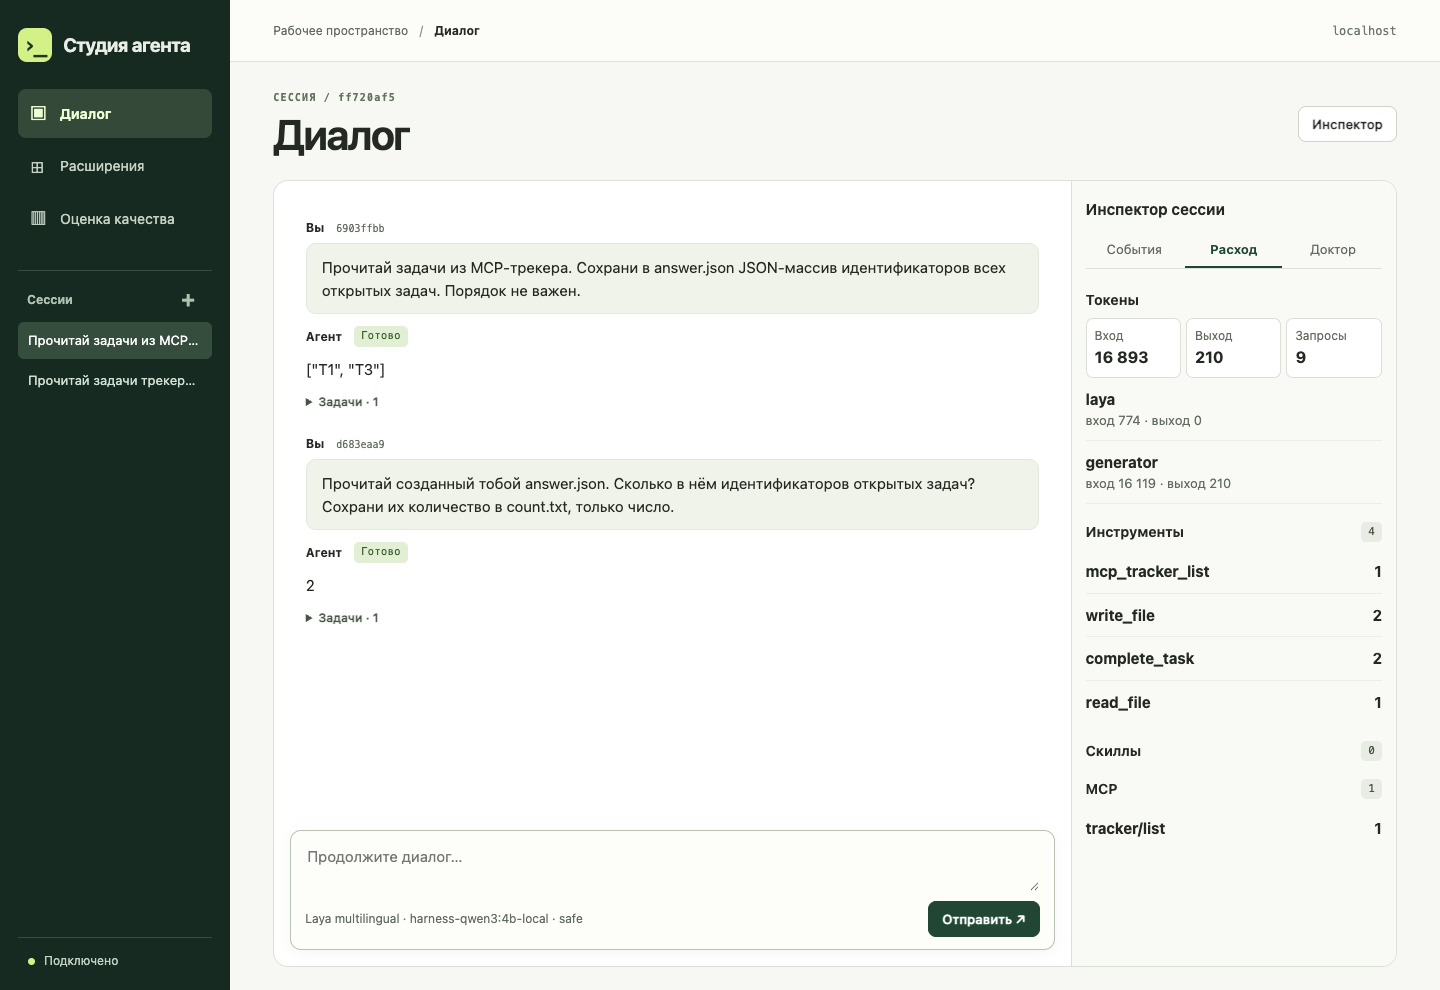 Студия агента
Диалог
Расширения
Оценка качества
Сессии
Прочитай задачи из MCP...
Прочитай задачи трекер...
Подключено
Рабочее пространство / Диалог
localhost
СЕССИЯ / ff720af5
Диалог
Инспектор
Вы 6903ffbb
Прочитай задачи из MCP-трекера. Сохрани в answer.json JSON-массив идентификаторов всех
открытых задач. Порядок не важен.
Агент Готово
["T1", "T3"]
Задачи · 1
Вы d683eaa9
Прочитай созданный тобой answer.json. Сколько в нём идентификаторов открытых задач?
Сохрани их количество в count.txt, только число.
Агент Готово
2
Задачи · 1
Продолжите диалог...
Laya multilingual · harness-qwen3:4b-local · safe
Отправить ↗
Инспектор сессии
События Расход Доктор
Токены
Вход Выход Запросы
16 893 210 9
laya
вход 774 · выход 0
generator
вход 16 119 · выход 210
Инструменты 4
mcp_tracker_list 1
write_file 2
complete_task 2
read_file 1
Скиллы 0
MCP 1
tracker/list 1